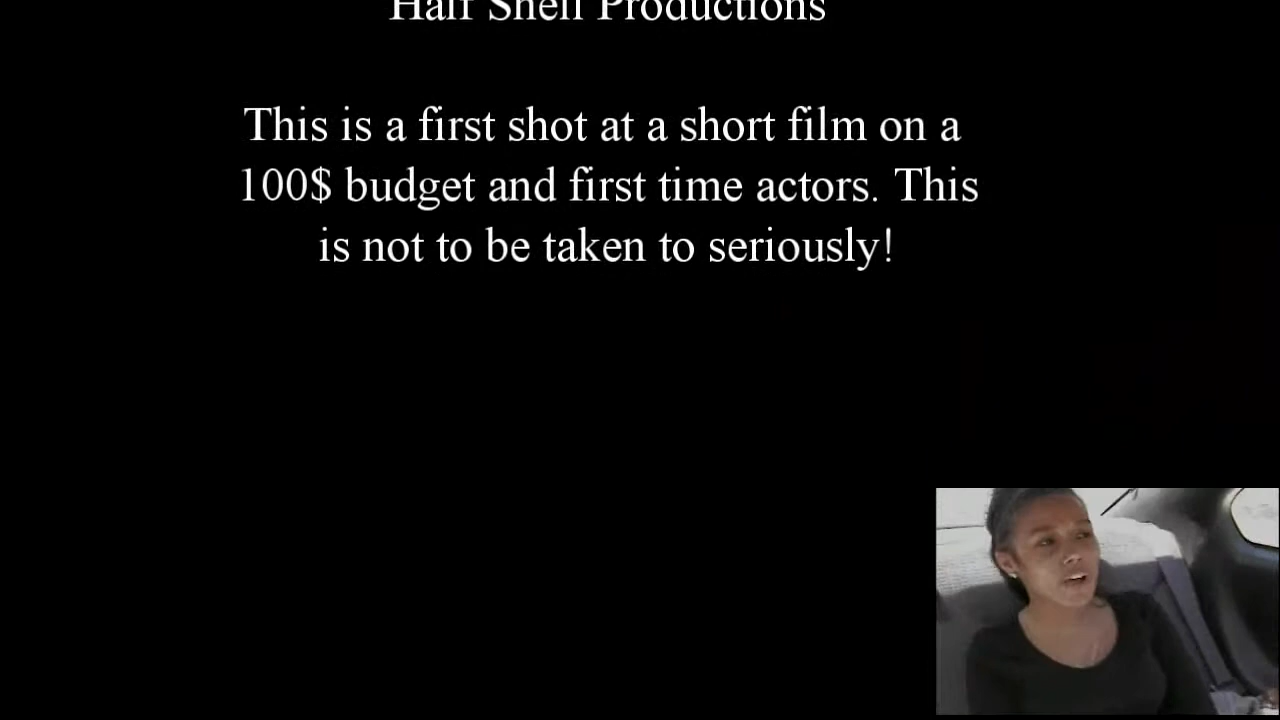 Half Shell Productions
This is a first shot at a short film on a
100$ budget and first time actors. This
is not to be taken to seriously!